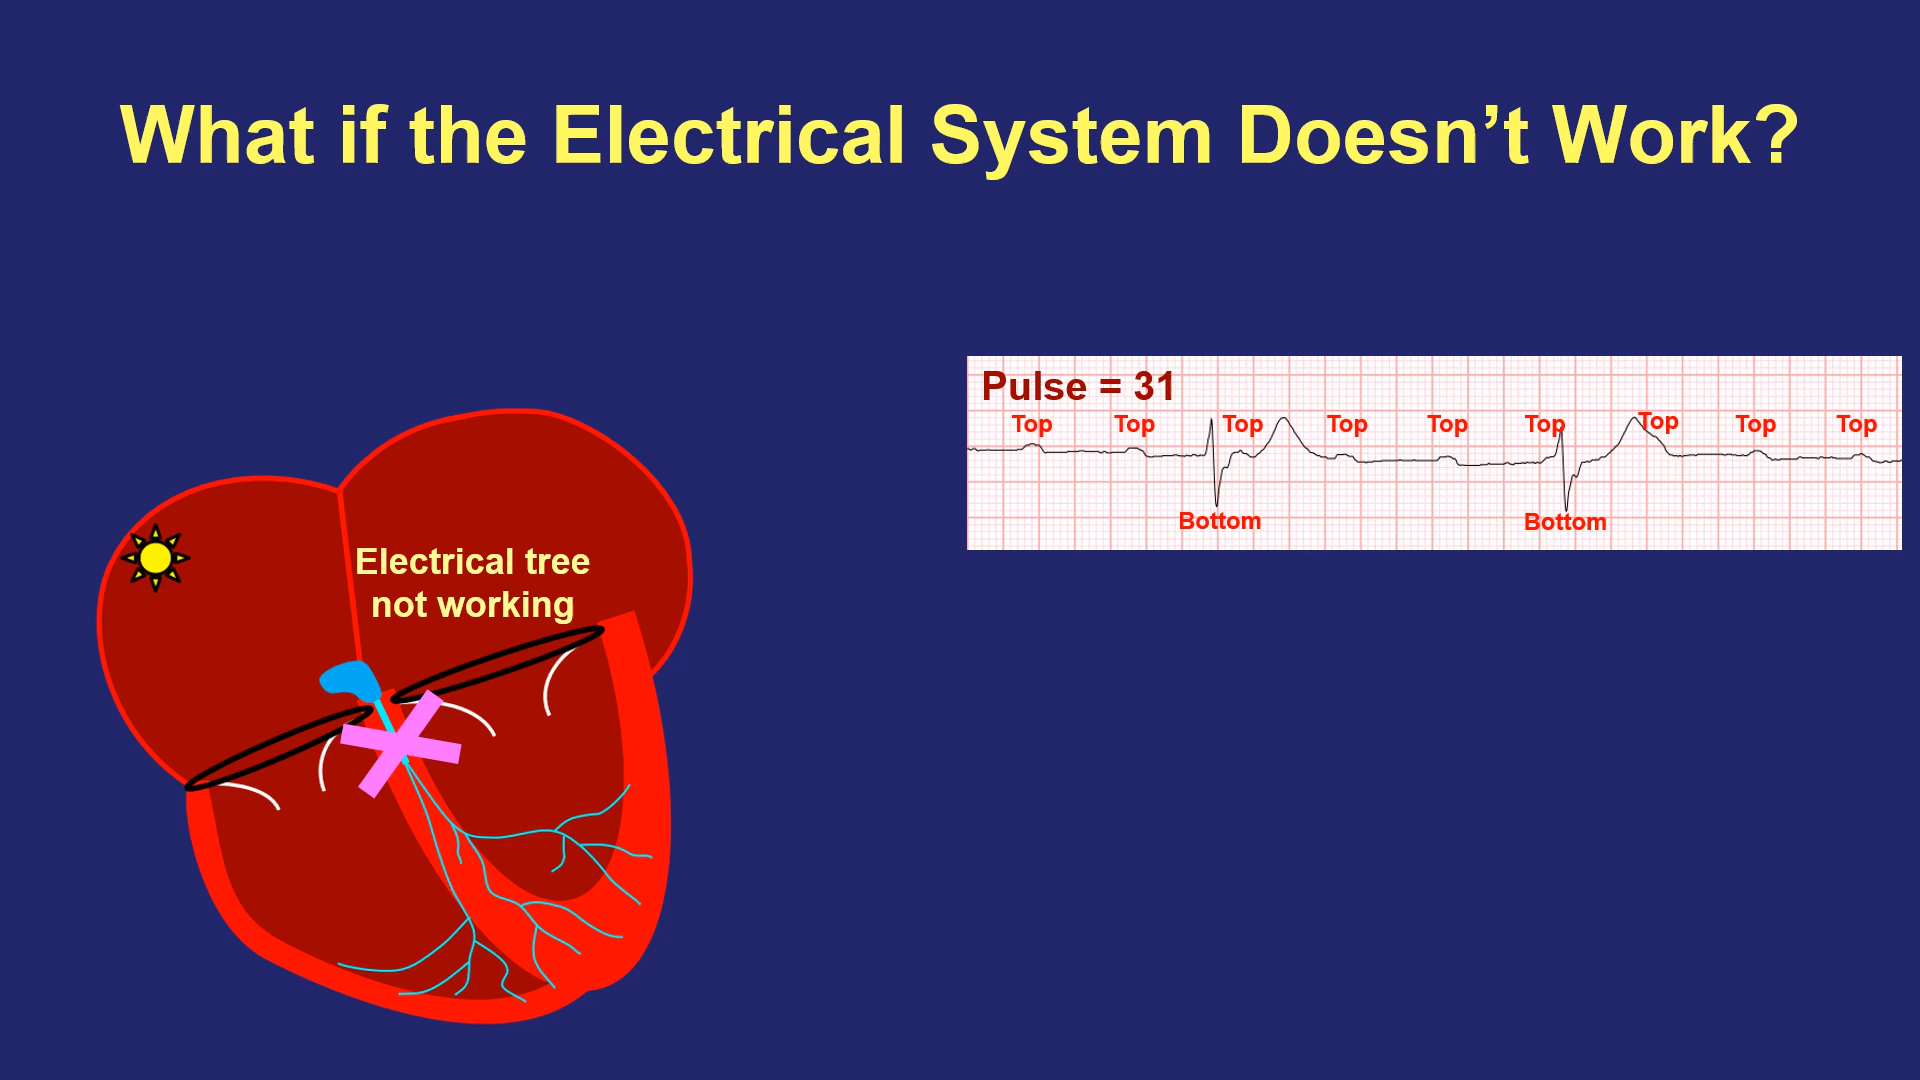 What if the Electrical System Doesn’t Work?
Pulse = 31
Top Top Top Top Top Top Top Top Top
Bottom Bottom
Electrical tree
not working